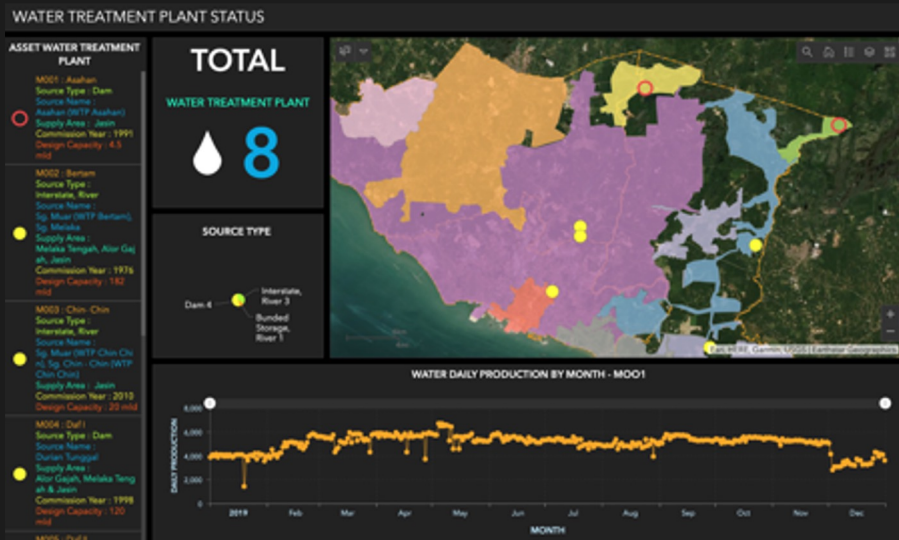 WATER TREATMENT PLANT STATUS
ASSET WATER TREATMENT
PLANT
M001 : Asahan
Source Type : Dam
Source Name :
Asahan (WTP Asahan)
Supply Area : Jasin
Commission Year : 1991
Design Capacity : 4.5
mld
M002 : Bertam
Source Type :
Interstate, River
Source Name :
Sg. Muar (WTP Bertam),
Sg. Melaka
Supply Area :
Melaka Tengah, Alor Gaj
ah, Jasin
Commission Year : 1976
Design Capacity : 182
mld
M003 : Chin- Chin
Source Type :
Interstate, River
Source Name :
Sg. Muar (WTP Chin Chi
n), Sg. Chin - Chin (WTP
Chin Chin)
Supply Area : Jasin
Commission Year : 2010
Design Capacity : 20 mld
M004 : Daf I
Source Type : Dam
Source Name :
Durian Tunggal
Supply Area :
Alor Gajah, Melaka Teng
ah & Jasin
Commission Year : 1998
Design Capacity : 120
mld
TOTAL
WATER TREATMENT PLANT
8
SOURCE TYPE
Dam 4
Interstate,
River 3
Bunded
Storage,
River 1
Esri, HERE, Garmin, USGS | Earthstar Geographics
WATER DAILY PRODUCTION BY MONTH - MOO1
DAILY PRODUCTION
8,000
6,000
4,000
2,000
0
2019 Feb Mar Apr May Jun Jul Aug Sep Oct Nov Dec
MONTH